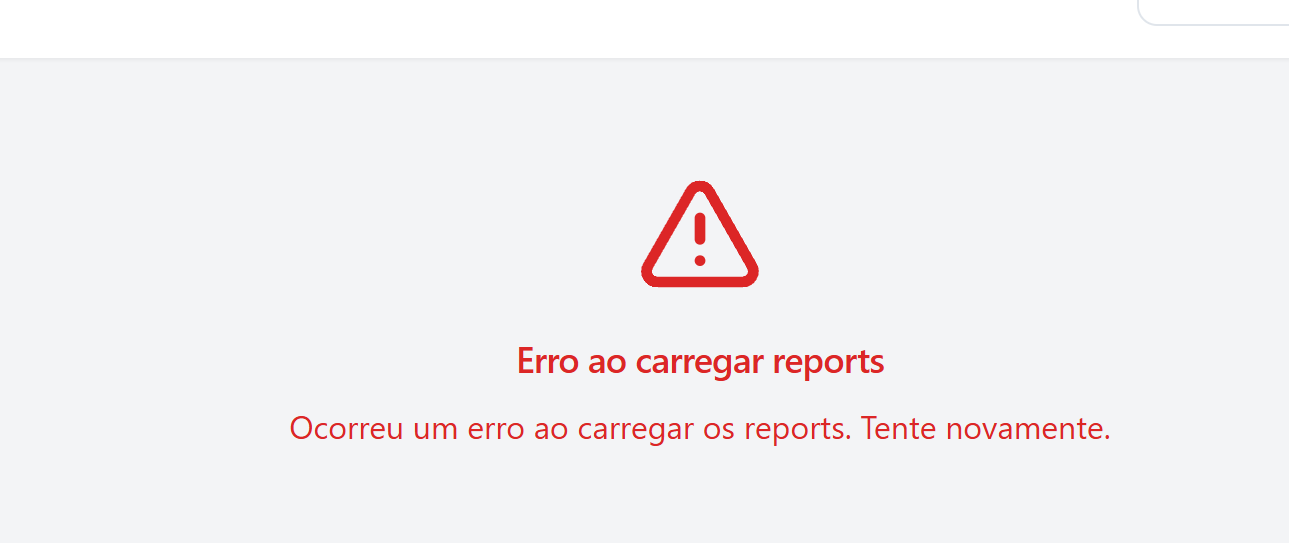 Erro ao carregar reports
Ocorreu um erro ao carregar os reports. Tente novamente.